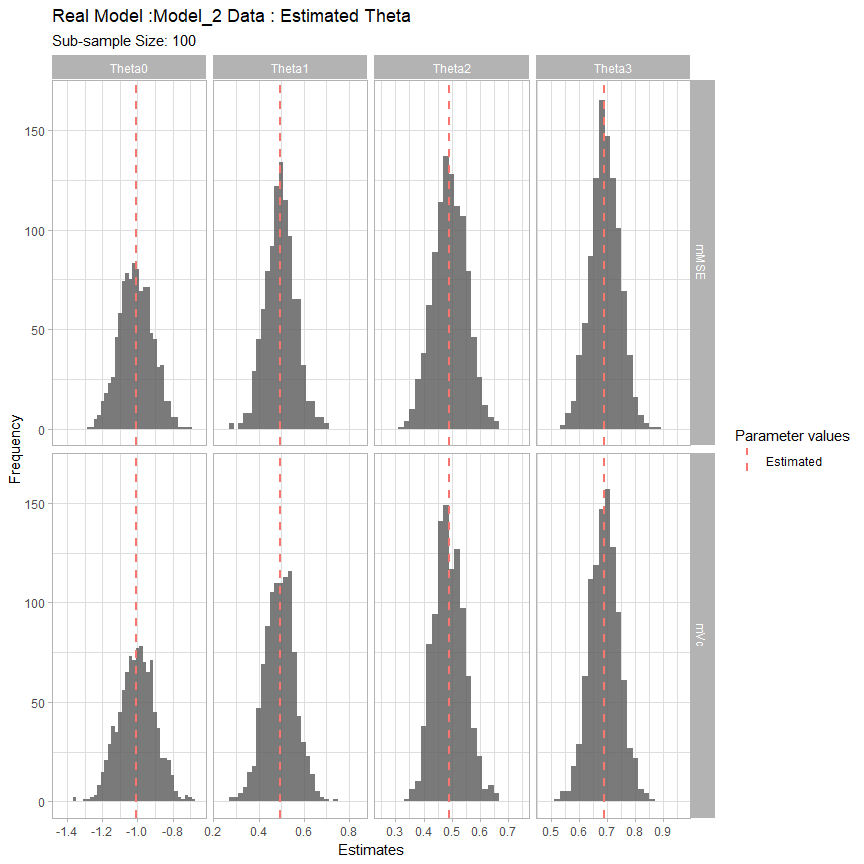 Real Model :Model_2 Data : Estimated Theta
Sub-sample Size: 100
Theta0 Theta1 Theta2 Theta3
150
100
50
0
mMSE
150
100
50
0
mVc
Frequency
-1.4 -1.2 -1.0 -0.8 0.2 0.4 0.6 0.8 0.3 0.4 0.5 0.6 0.7 0.5 0.6 0.7 0.8 0.9
Estimates
Parameter values
Estimated